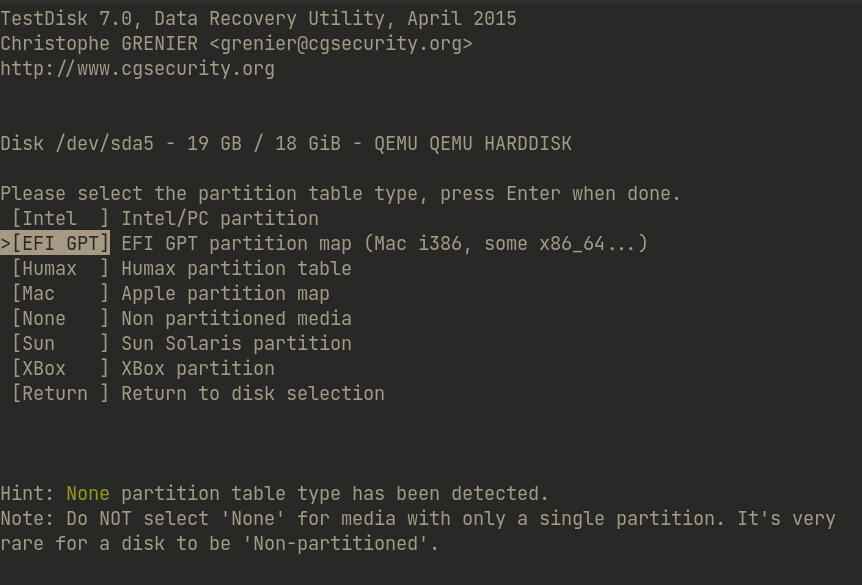 TestDisk 7.0, Data Recovery Utility, April 2015
Christophe GRENIER <grenier@cgsecurity.org>
http://www.cgsecurity.org
Disk /dev/sda5 - 19 GB / 18 GiB - QEMU QEMU HARDDISK
Please select the partition table type, press Enter when done.
[Intel  ] Intel/PC partition
>[EFI GPT] EFI GPT partition map (Mac i386, some x86_64...)
[Humax  ] Humax partition table
[Mac    ] Apple partition map
[None   ] Non partitioned media
[Sun    ] Sun Solaris partition
[XBox   ] XBox partition
[Return ] Return to disk selection
Hint: None partition table type has been detected.
Note: Do NOT select 'None' for media with only a single partition. It's very
rare for a disk to be 'Non-partitioned'.